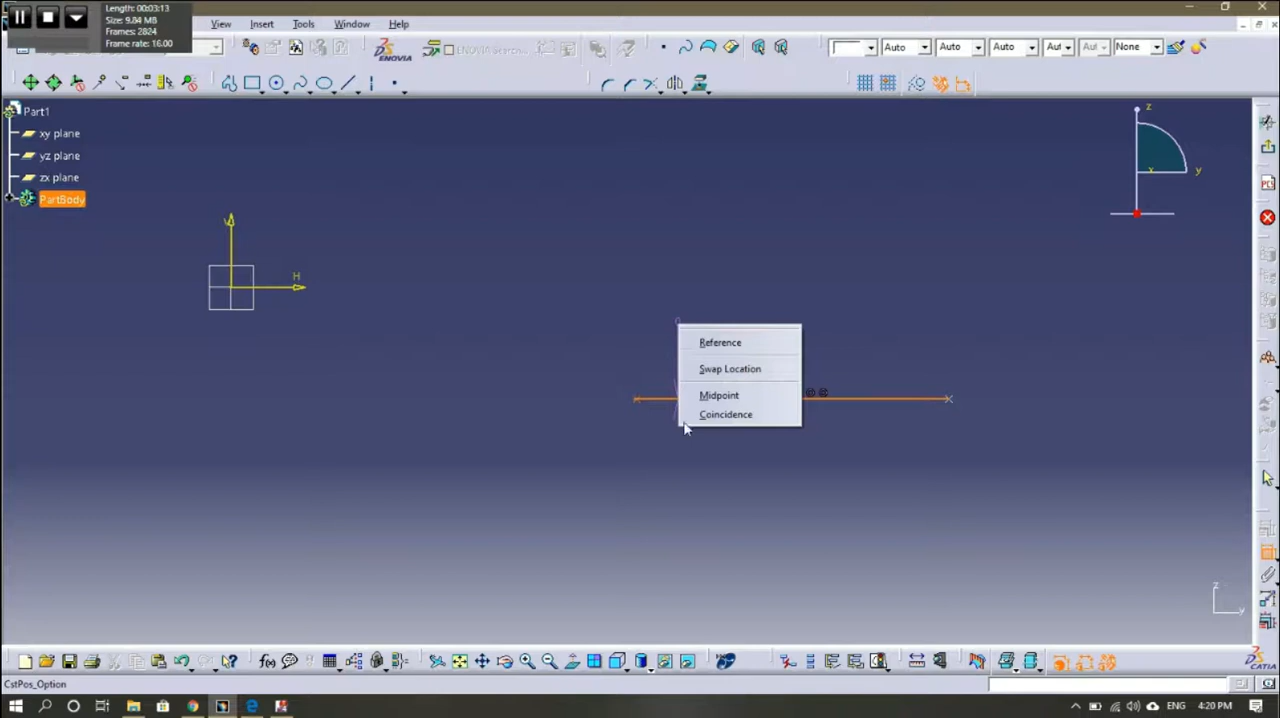 Length: 00:03:13
Size: 9.84 MB
Frames: 2824
Frame rate: 16.00
View Insert Tools Window Help
ENOVIA
Auto Auto Auto None
Part1
xy plane
yz plane
zx plane
PartBody
H
z
x y
Reference
Swap Location
Midpoint
Coincidence
z
y
CATIA
CstPos_Option
ENG 4:20 PM